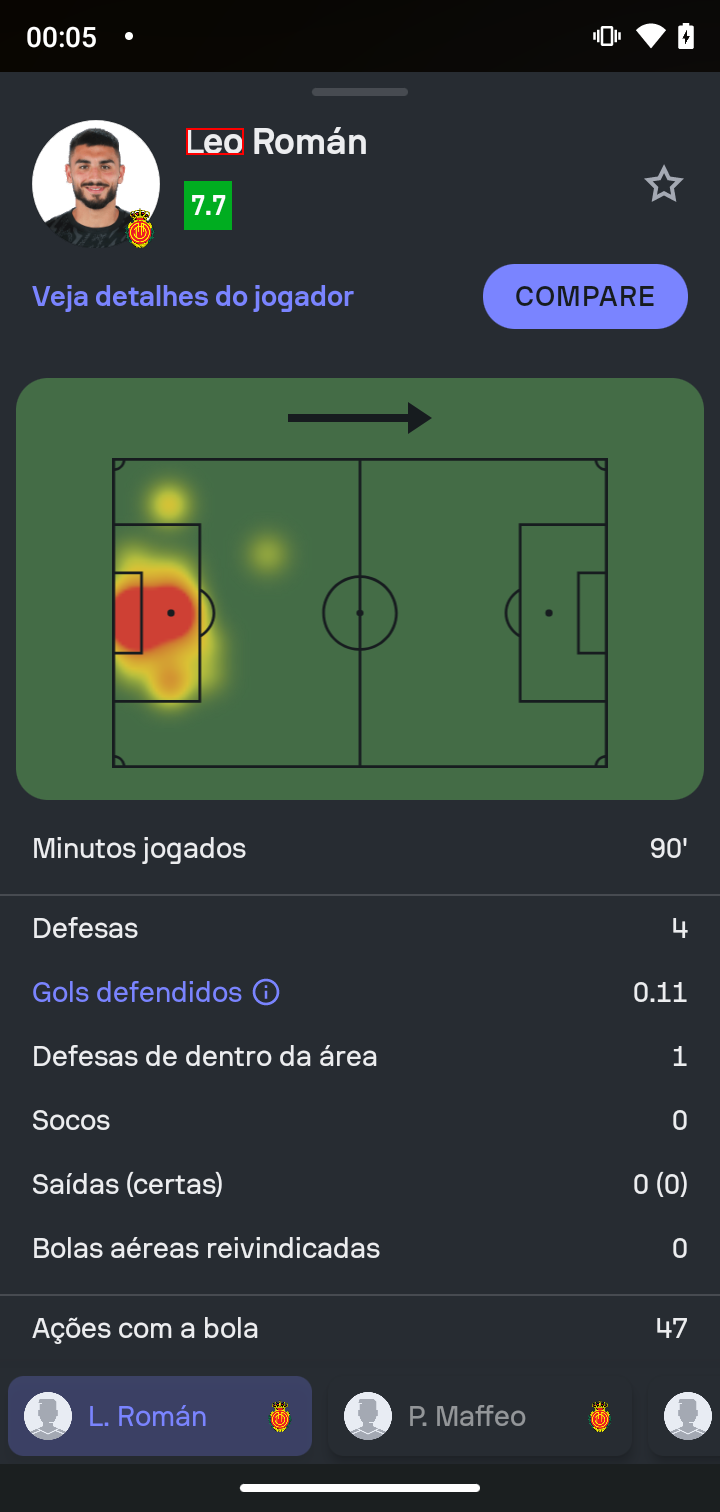 00:05
Leo Román
7.7
Veja detalhes do jogador
COMPARE
Minutos jogados 90'
Defesas 4
Gols defendidos 0.11
Defesas de dentro da área 1
Socos 0
Saídas (certas) 0 (0)
Bolas aéreas reivindicadas 0
Ações com a bola 47
L. Román P. Maffeo